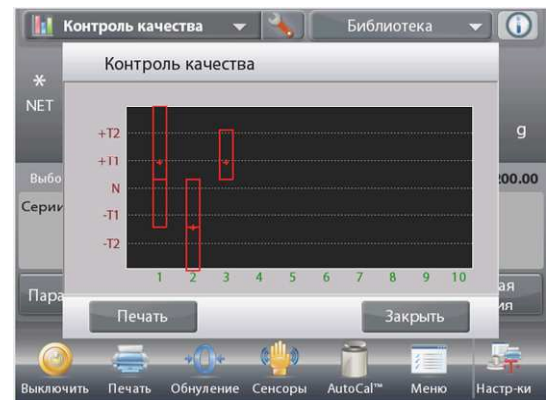 Контроль качества Библиотека
Контроль качества
*
NET
+T2
g
+T1
Выбо 200.00
N
Серии
-T1
-T2
1 2 3 4 5 6 7 8 9 10
Пара ая
ия
Печать Закрыть
Выключить Печать Обнуление Сенсоры AutoCal™ Меню Настр-ки